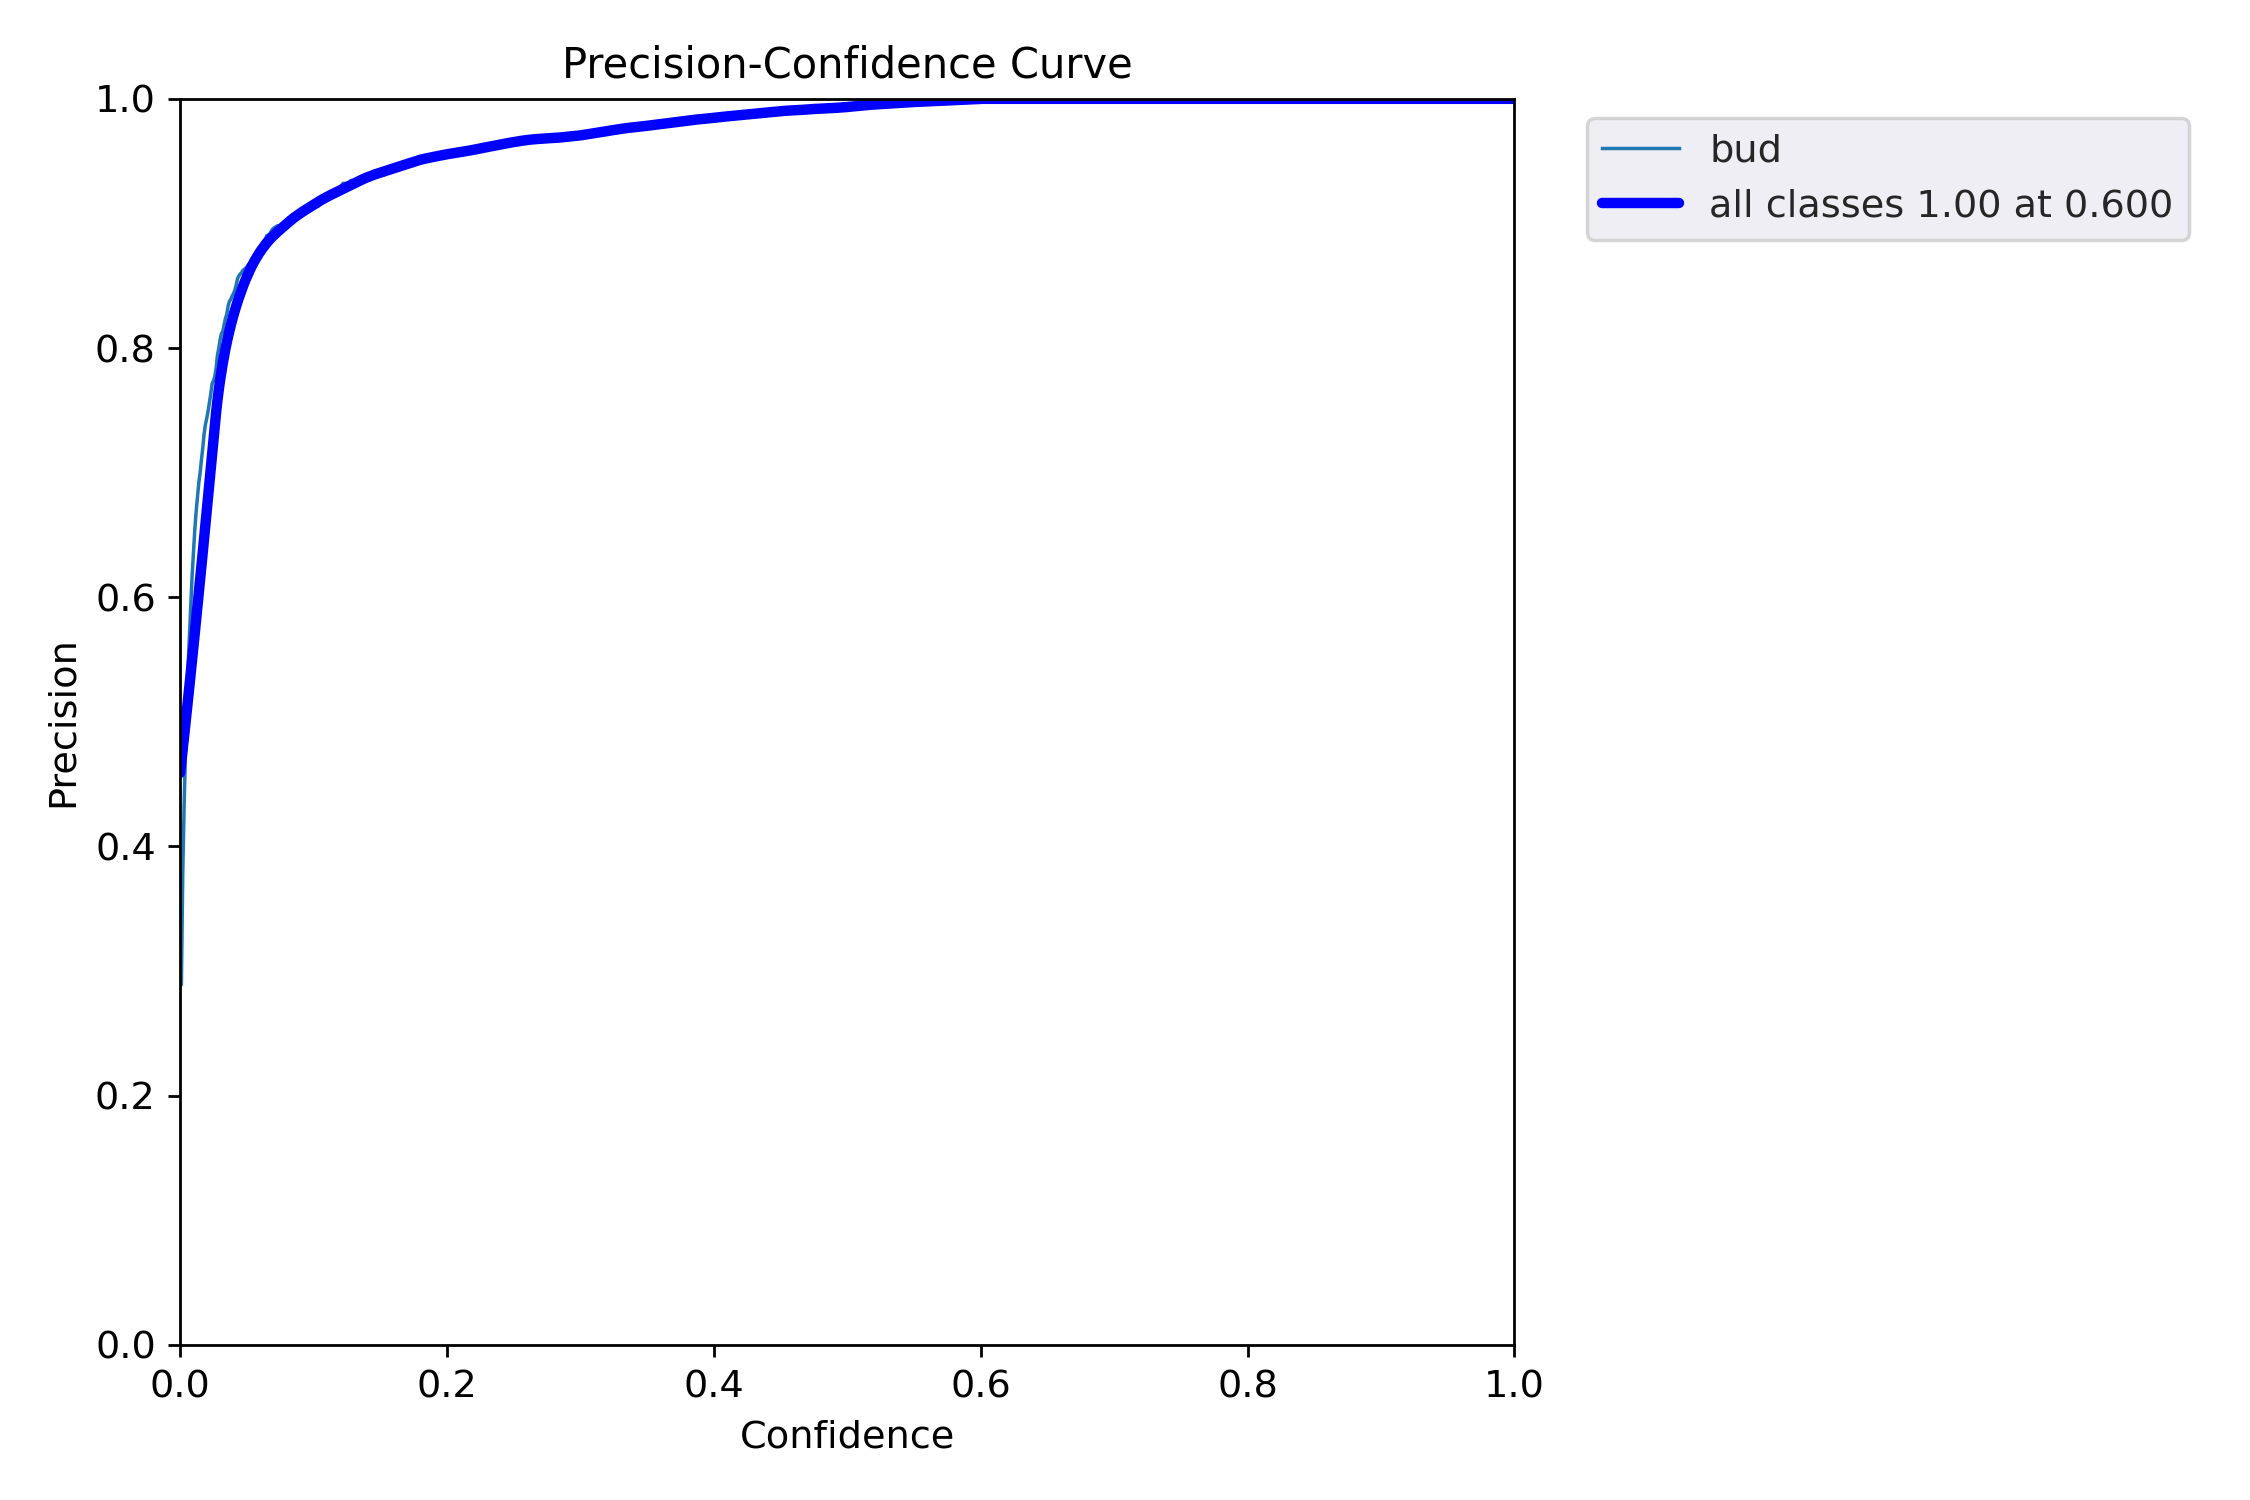 Precision-Confidence Curve
1.0
0.8
0.6
0.4
0.2
0.0
Precision
0.0 0.2 0.4 0.6 0.8 1.0
Confidence
bud
all classes 1.00 at 0.600